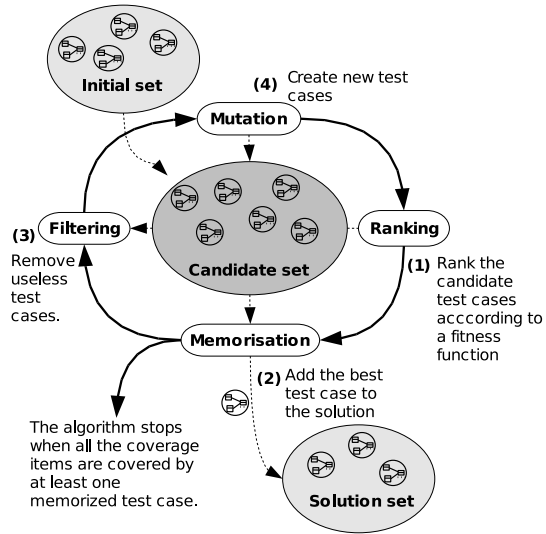 Initial set
(4) Create new test
cases
Mutation
Candidate set
(3) Filtering
Remove
useless
test
cases.
Ranking
(1) Rank the
candidate
test cases
acccording to
a fitness
function
Memorisation
(2) Add the best
test case to
the solution
The algorithm stops
when all the coverage
items are covered by
at least one
memorized test case.
Solution set